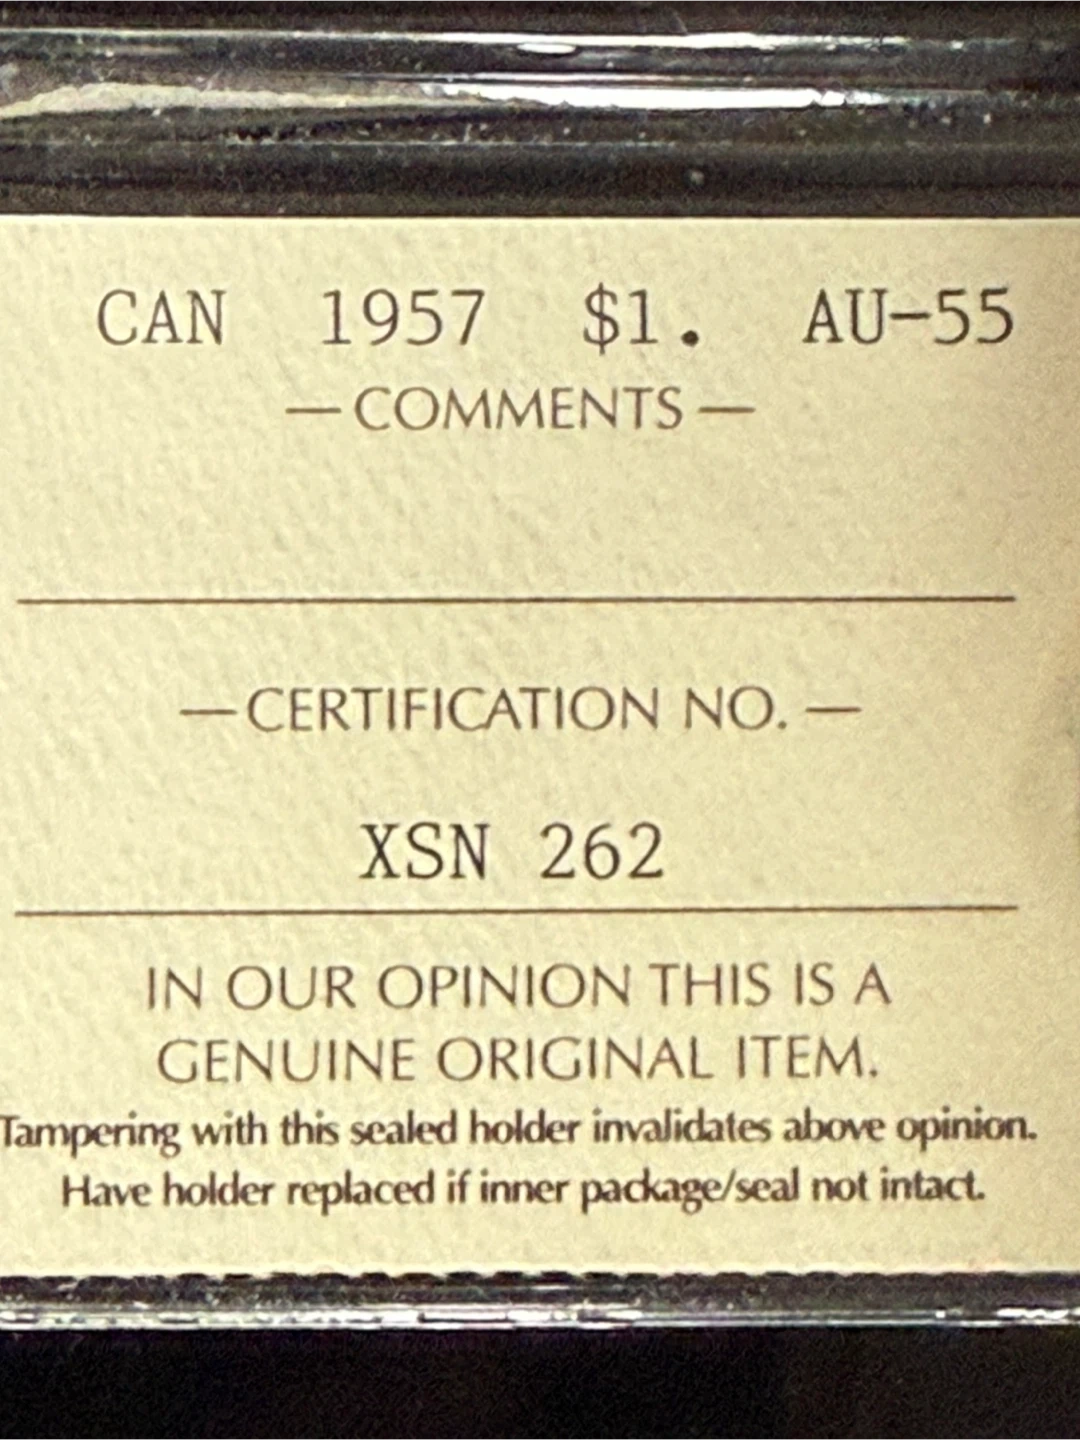 CAN 1957 $1. AU-55
— COMMENTS —
— CERTIFICATION NO. —
XSN 262
IN OUR OPINION THIS IS A
GENUINE ORIGINAL ITEM.
Tampering with this sealed holder invalidates above opinion.
Have holder replaced if inner package/seal not intact.